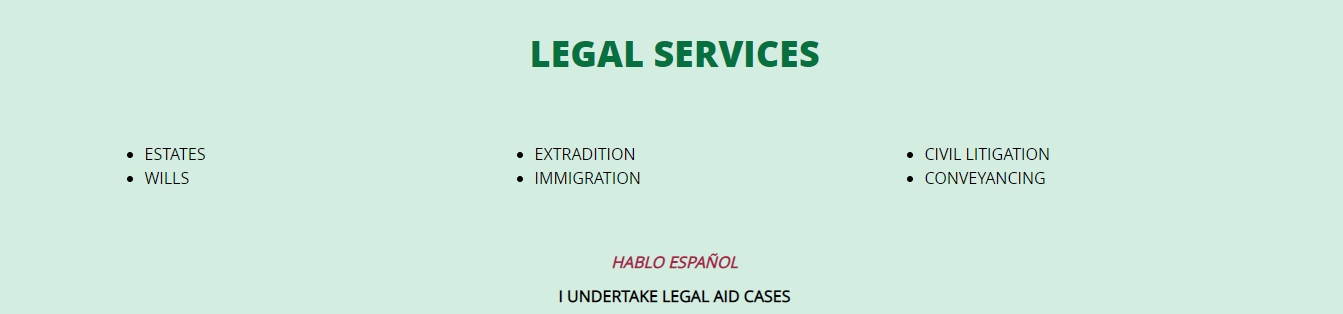 LEGAL SERVICES
ESTATES
WILLS
EXTRADITION
IMMIGRATION
CIVIL LITIGATION
CONVEYANCING
HABLO ESPAÑOL
I UNDERTAKE LEGAL AID CASES